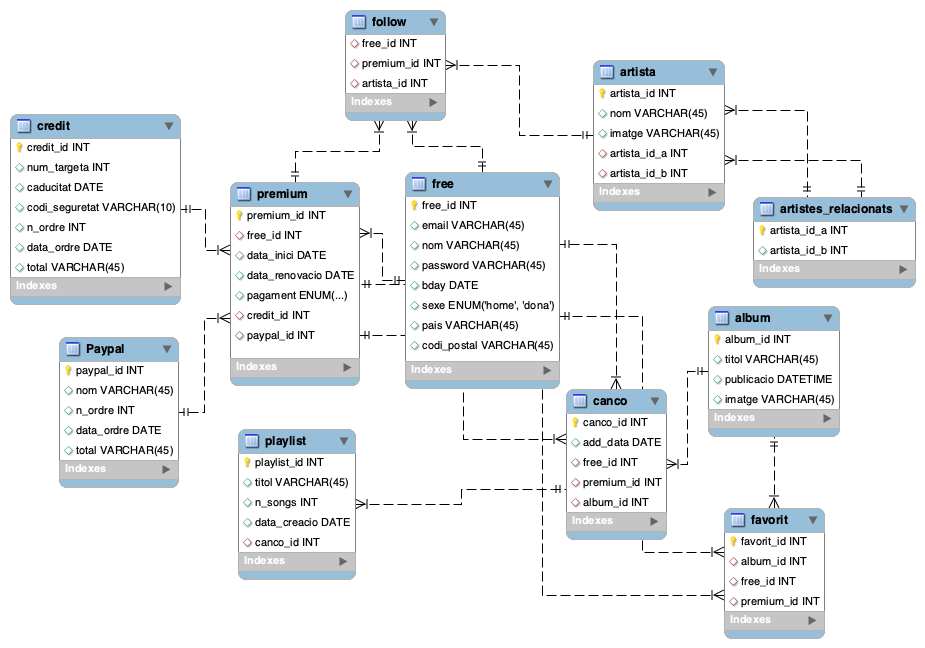 follow
free_id INT
premium_id INT
artista_id INT
Indexes
artista
artista_id INT
nom VARCHAR(45)
imatge VARCHAR(45)
artista_id_a INT
artista_id_b INT
Indexes
credit
credit_id INT
num_targeta INT
caducitat DATE
codi_seguretat VARCHAR(10)
n_ordre INT
data_ordre DATE
total VARCHAR(45)
Indexes
premium
premium_id INT
free_id INT
data_inici DATE
data_renovacio DATE
pagament ENUM(...)
credit_id INT
paypal_id INT
Indexes
free
free_id INT
email VARCHAR(45)
nom VARCHAR(45)
password VARCHAR(45)
bday DATE
sexe ENUM('home', 'dona')
pais VARCHAR(45)
codi_postal VARCHAR(45)
Indexes
artistes_relacionats
artista_id_a INT
artista_id_b INT
Indexes
album
album_id INT
titol VARCHAR(45)
publicacio DATETIME
imatge VARCHAR(45)
Indexes
Paypal
paypal_id INT
nom VARCHAR(45)
n_ordre INT
data_ordre DATE
total VARCHAR(45)
Indexes
canco
canco_id INT
add_data DATE
free_id INT
premium_id INT
album_id INT
Indexes
playlist
playlist_id INT
titol VARCHAR(45)
n_songs INT
data_creacio DATE
canco_id INT
Indexes
favorit
favorit_id INT
album_id INT
free_id INT
premium_id INT
Indexes